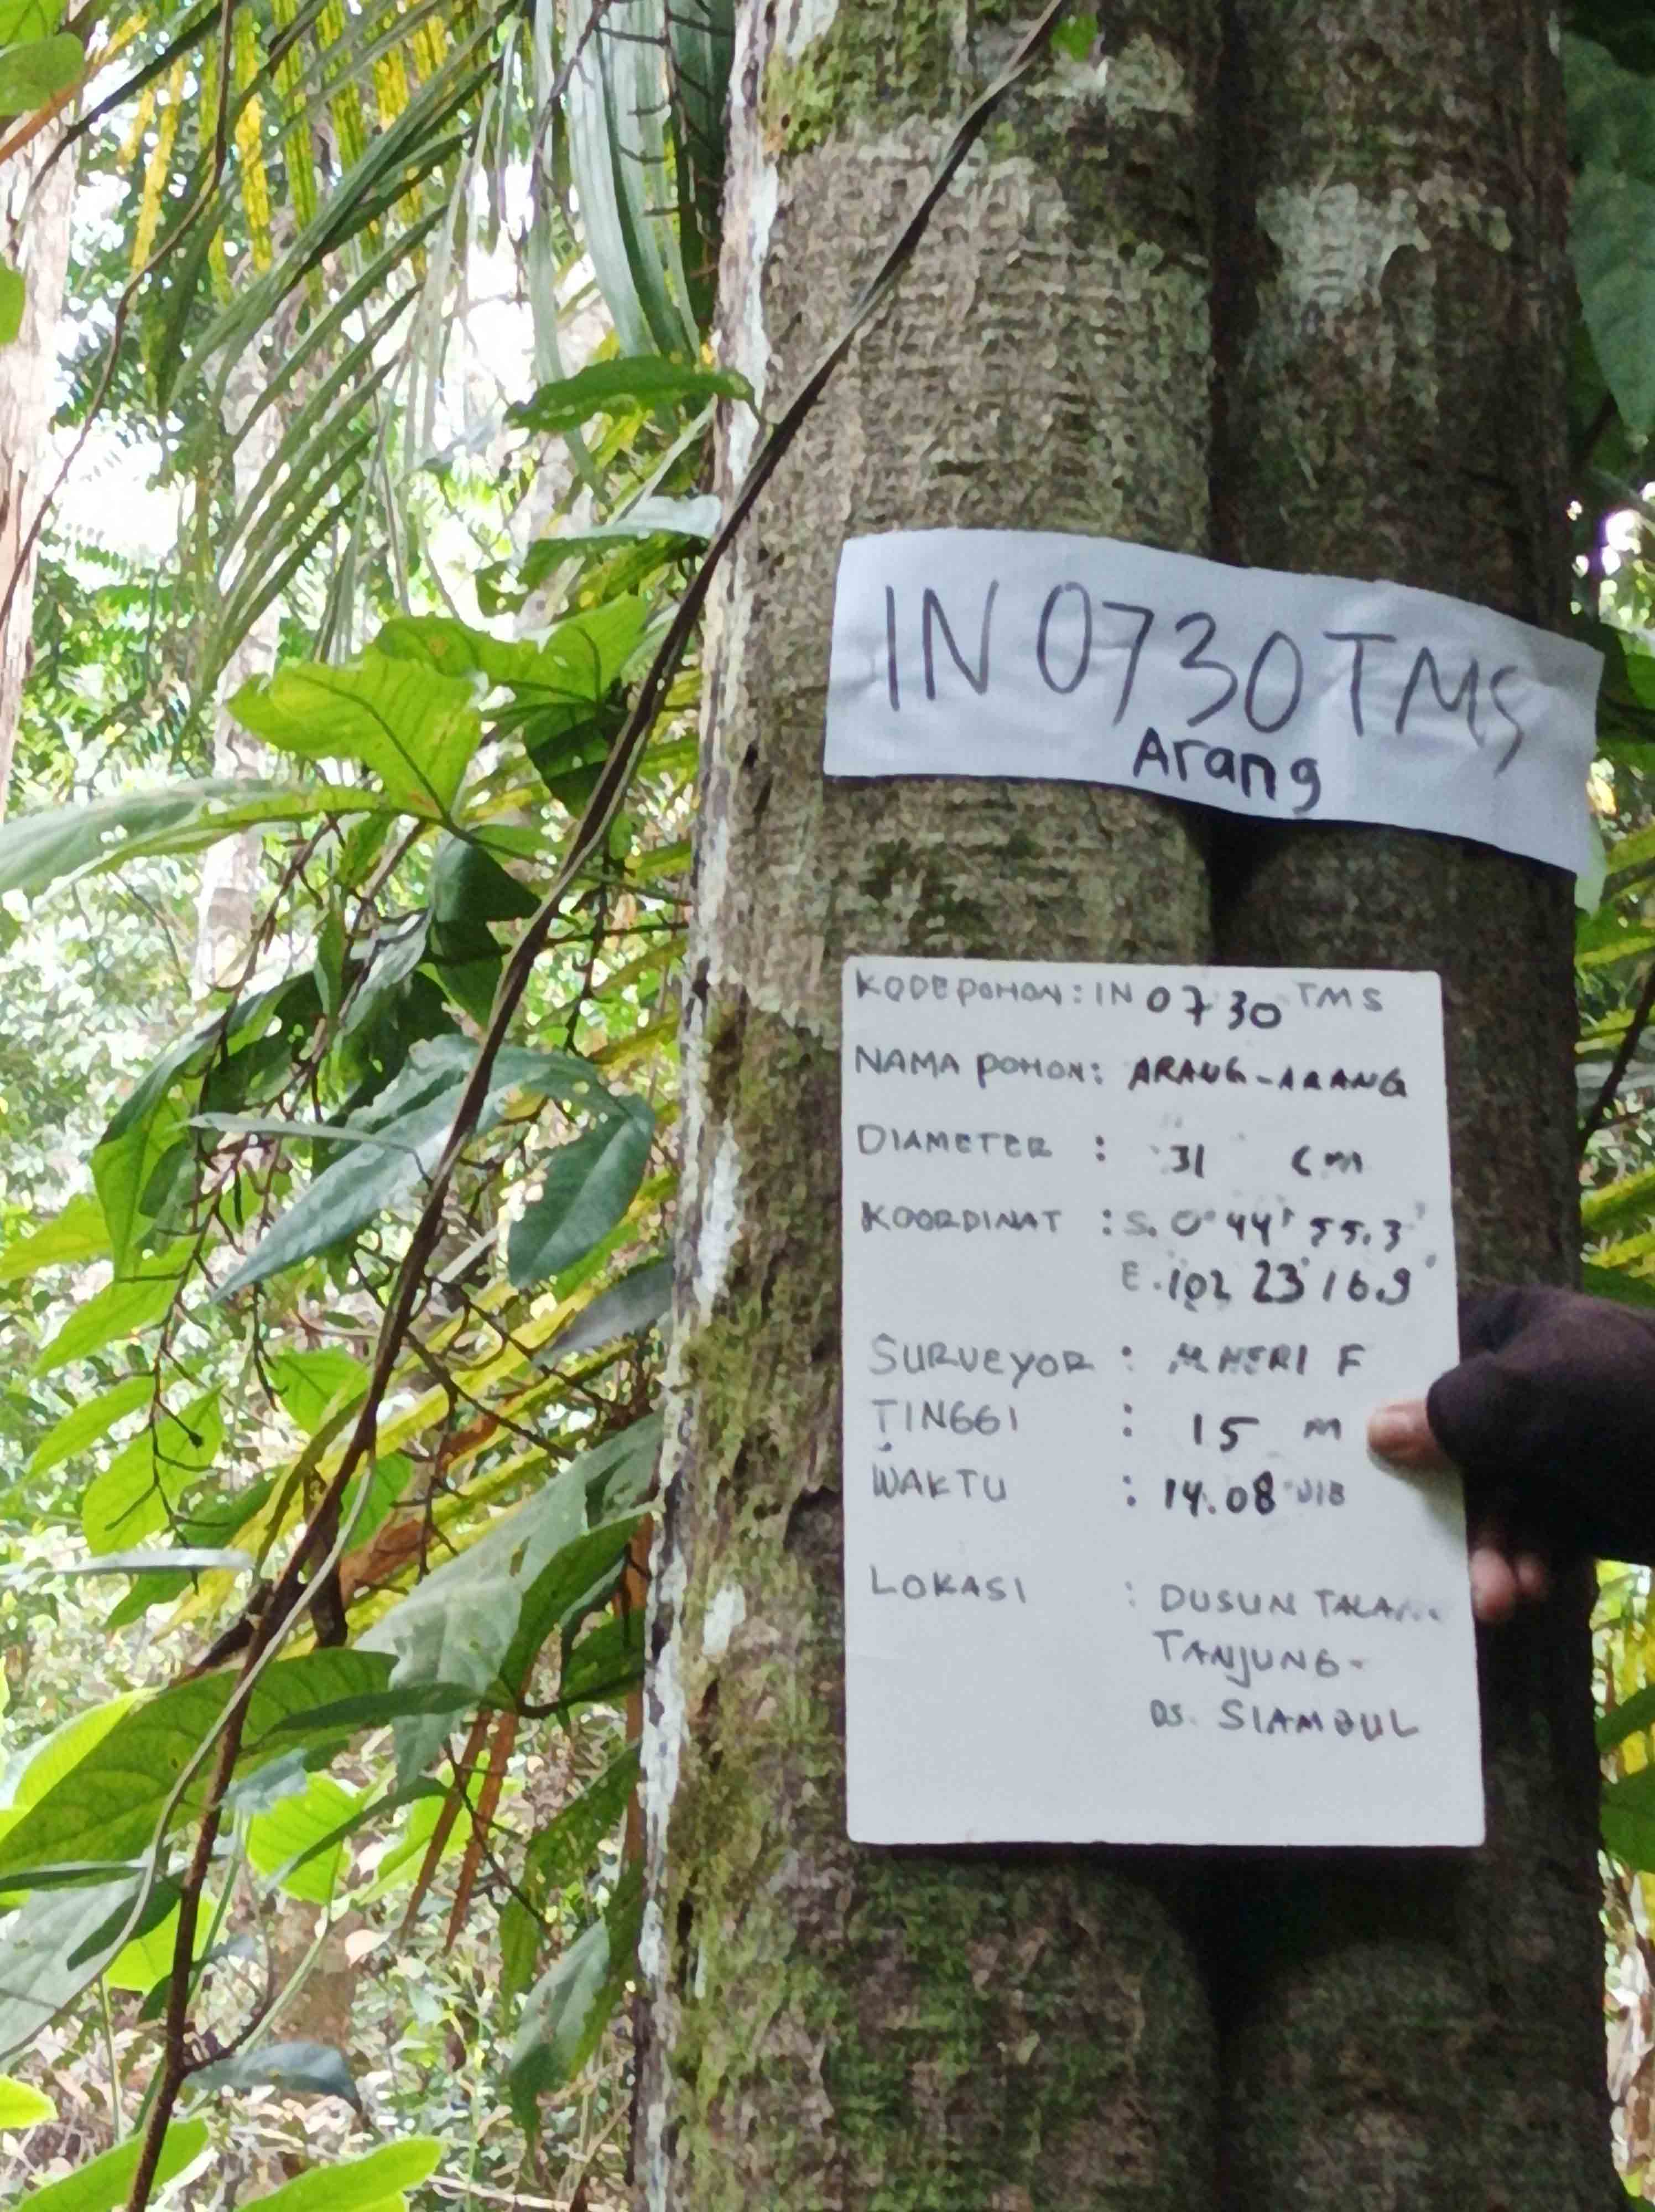 IN 0730 TMS
Arang
KODE POHON : IN 0730 TMS
NAMA POHON : ARANG-ARANG
DIAMETER : 31 cm
KOORDINAT : S. 0° 44' 55.3"
E. 102 23' 16.9"
SURVEYOR : M HERI F
TINGGI : 15 M
WAKTU : 14.08 WIB
LOKASI : DUSUN
TANJUNG-
DS. SIAMBUL